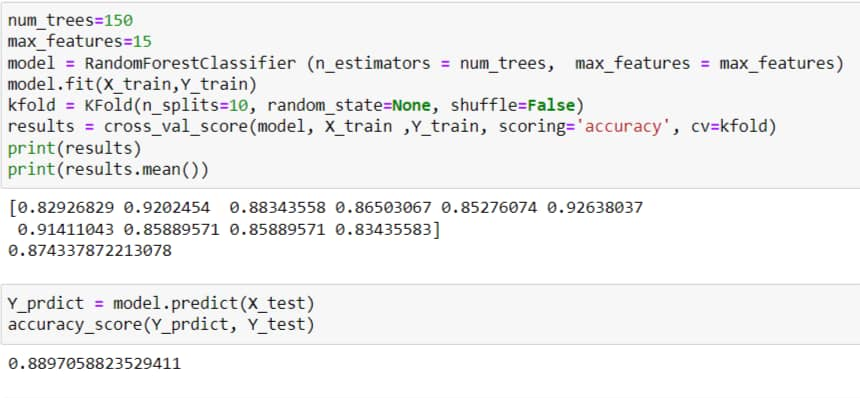 num_trees=150
max_features=15
model = RandomForestClassifier (n_estimators = num_trees,  max_features = max_features)
model.fit(X_train,Y_train)
kfold = KFold(n_splits=10, random_state=None, shuffle=False)
results = cross_val_score(model, X_train ,Y_train, scoring='accuracy', cv=kfold)
print(results)
print(results.mean())
[0.82926829 0.9202454  0.88343558 0.86503067 0.85276074 0.92638037
 0.91411043 0.85889571 0.85889571 0.83435583]
0.874337872213078
Y_prdict = model.predict(X_test)
accuracy_score(Y_prdict, Y_test)
0.8897058823529411